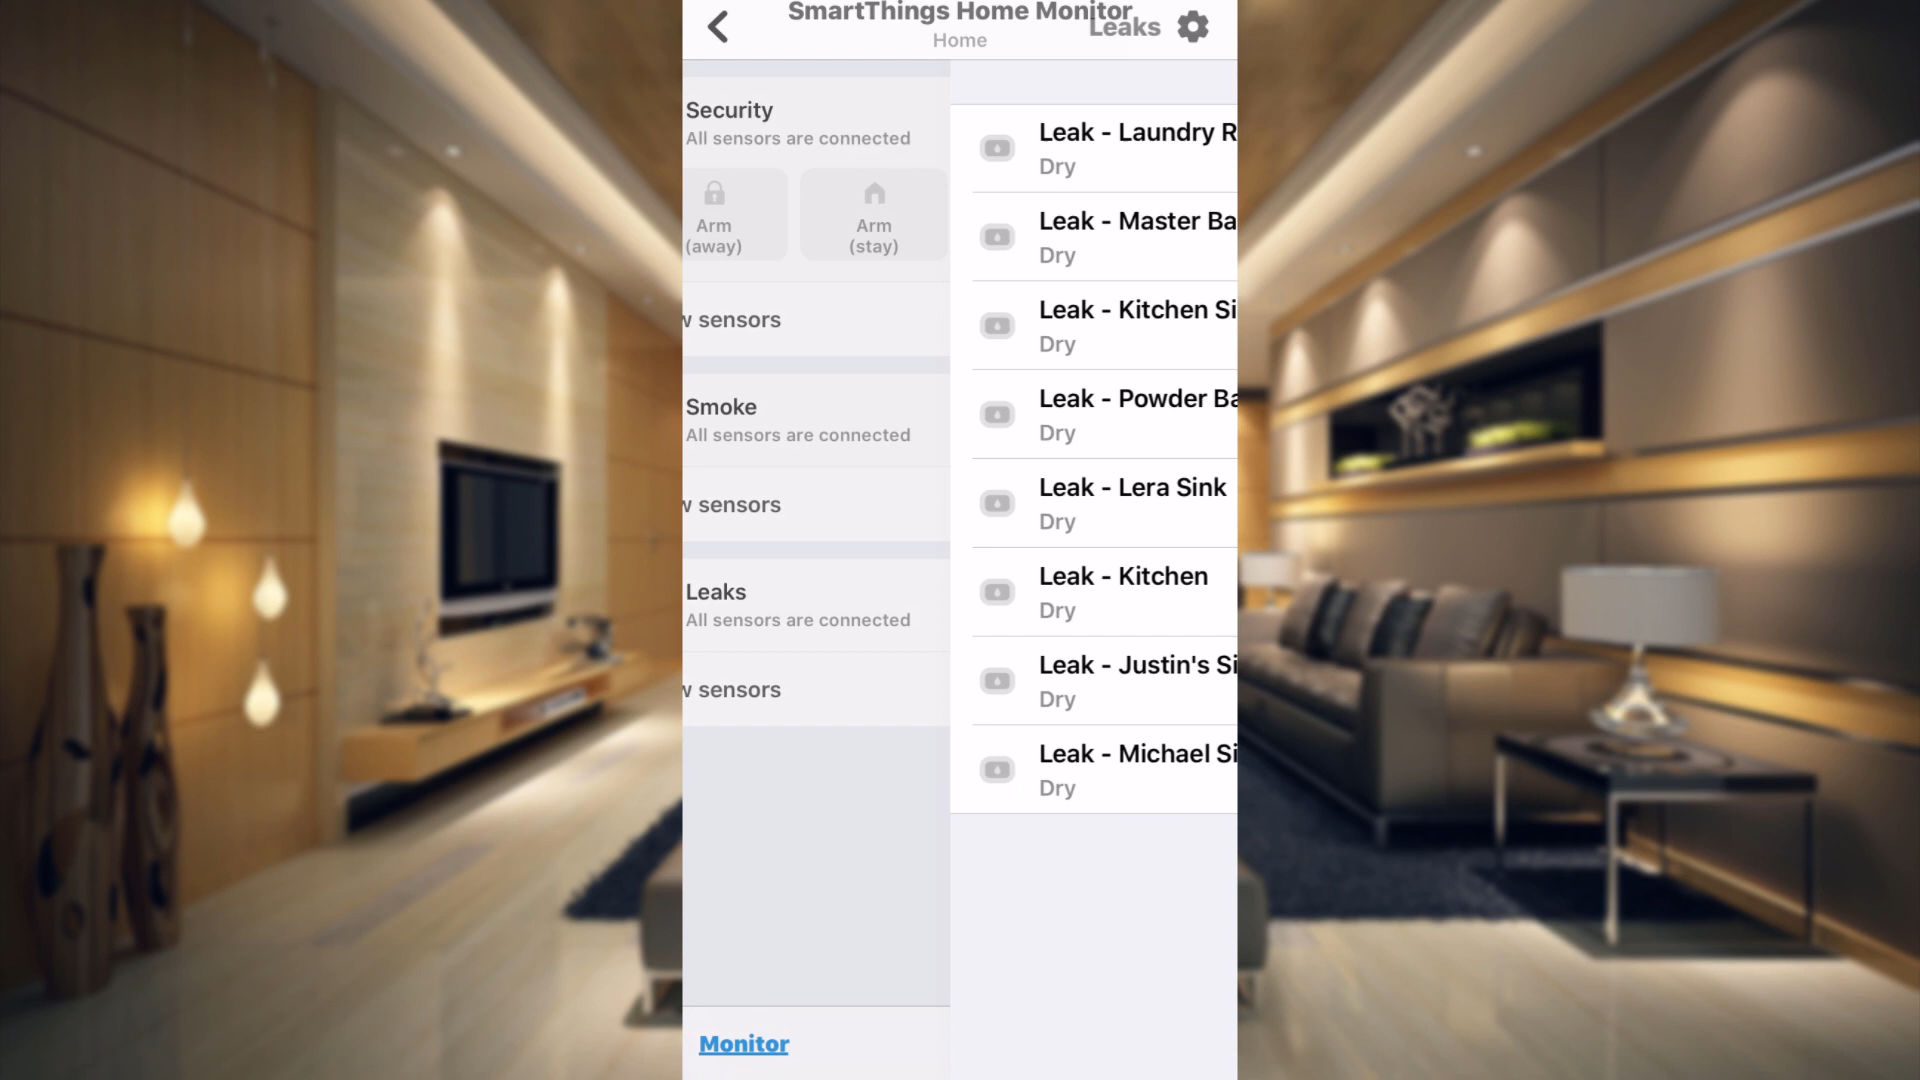 SmartThings Home Monitor
Home
Leaks
Security
All sensors are connected
Arm
(away)
Arm
(stay)
sensors
Smoke
All sensors are connected
sensors
Leaks
All sensors are connected
sensors
Monitor
Leak - Laundry R
Dry
Leak - Master Ba
Dry
Leak - Kitchen Si
Dry
Leak - Powder Ba
Dry
Leak - Lera Sink
Dry
Leak - Kitchen
Dry
Leak - Justin's Si
Dry
Leak - Michael Si
Dry